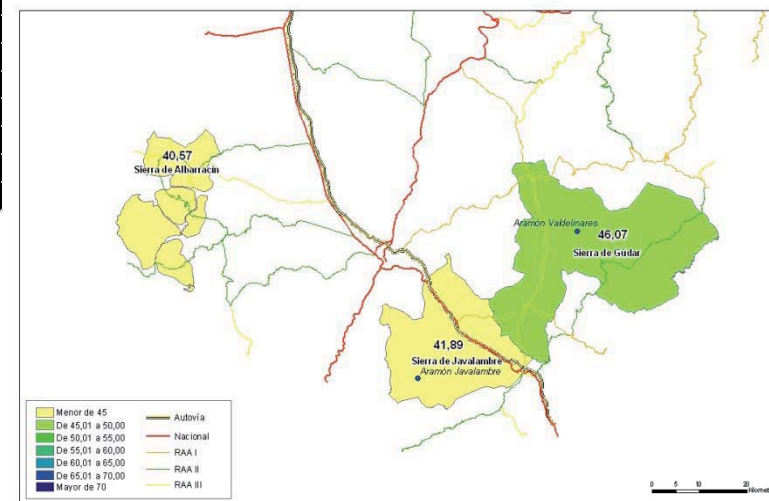 40,57
Sierra de Albarracín
Aramón Valdelinares
46,07
Sierra de Gúdar
41,89
Sierra de Javalambre
Aramón Javalambre
Menor de 45
De 45,01 a 50,00
De 50,01 a 55,00
De 55,01 a 60,00
De 60,01 a 65,00
De 65,01 a 70,00
Mayor de 70
Autovía
Nacional
RAA I
RAA II
RAA III
0 5 10 20